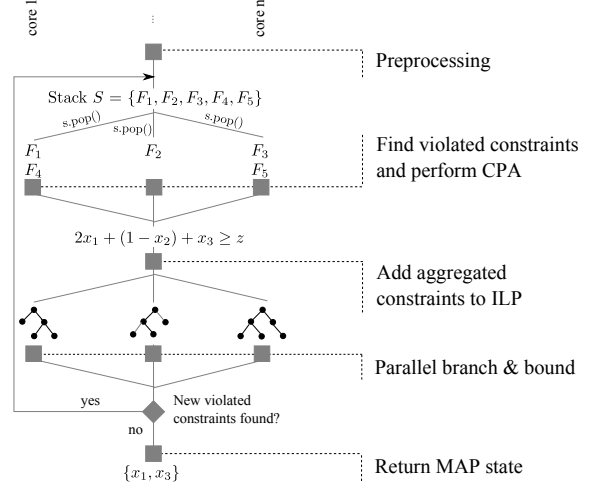 core 1
...
core n
Preprocessing
Stack S = {F₁, F₂, F₃, F₄, F₅}
s.pop() s.pop() s.pop()
F₁ F₂ F₃
F₄ F₅
Find violated constraints
and perform CPA
2x₁ + (1 − x₂) + x₃ ≥ z
Add aggregated
constraints to ILP
Parallel branch & bound
yes
New violated
constraints found?
no
Return MAP state
{x₁, x₃}